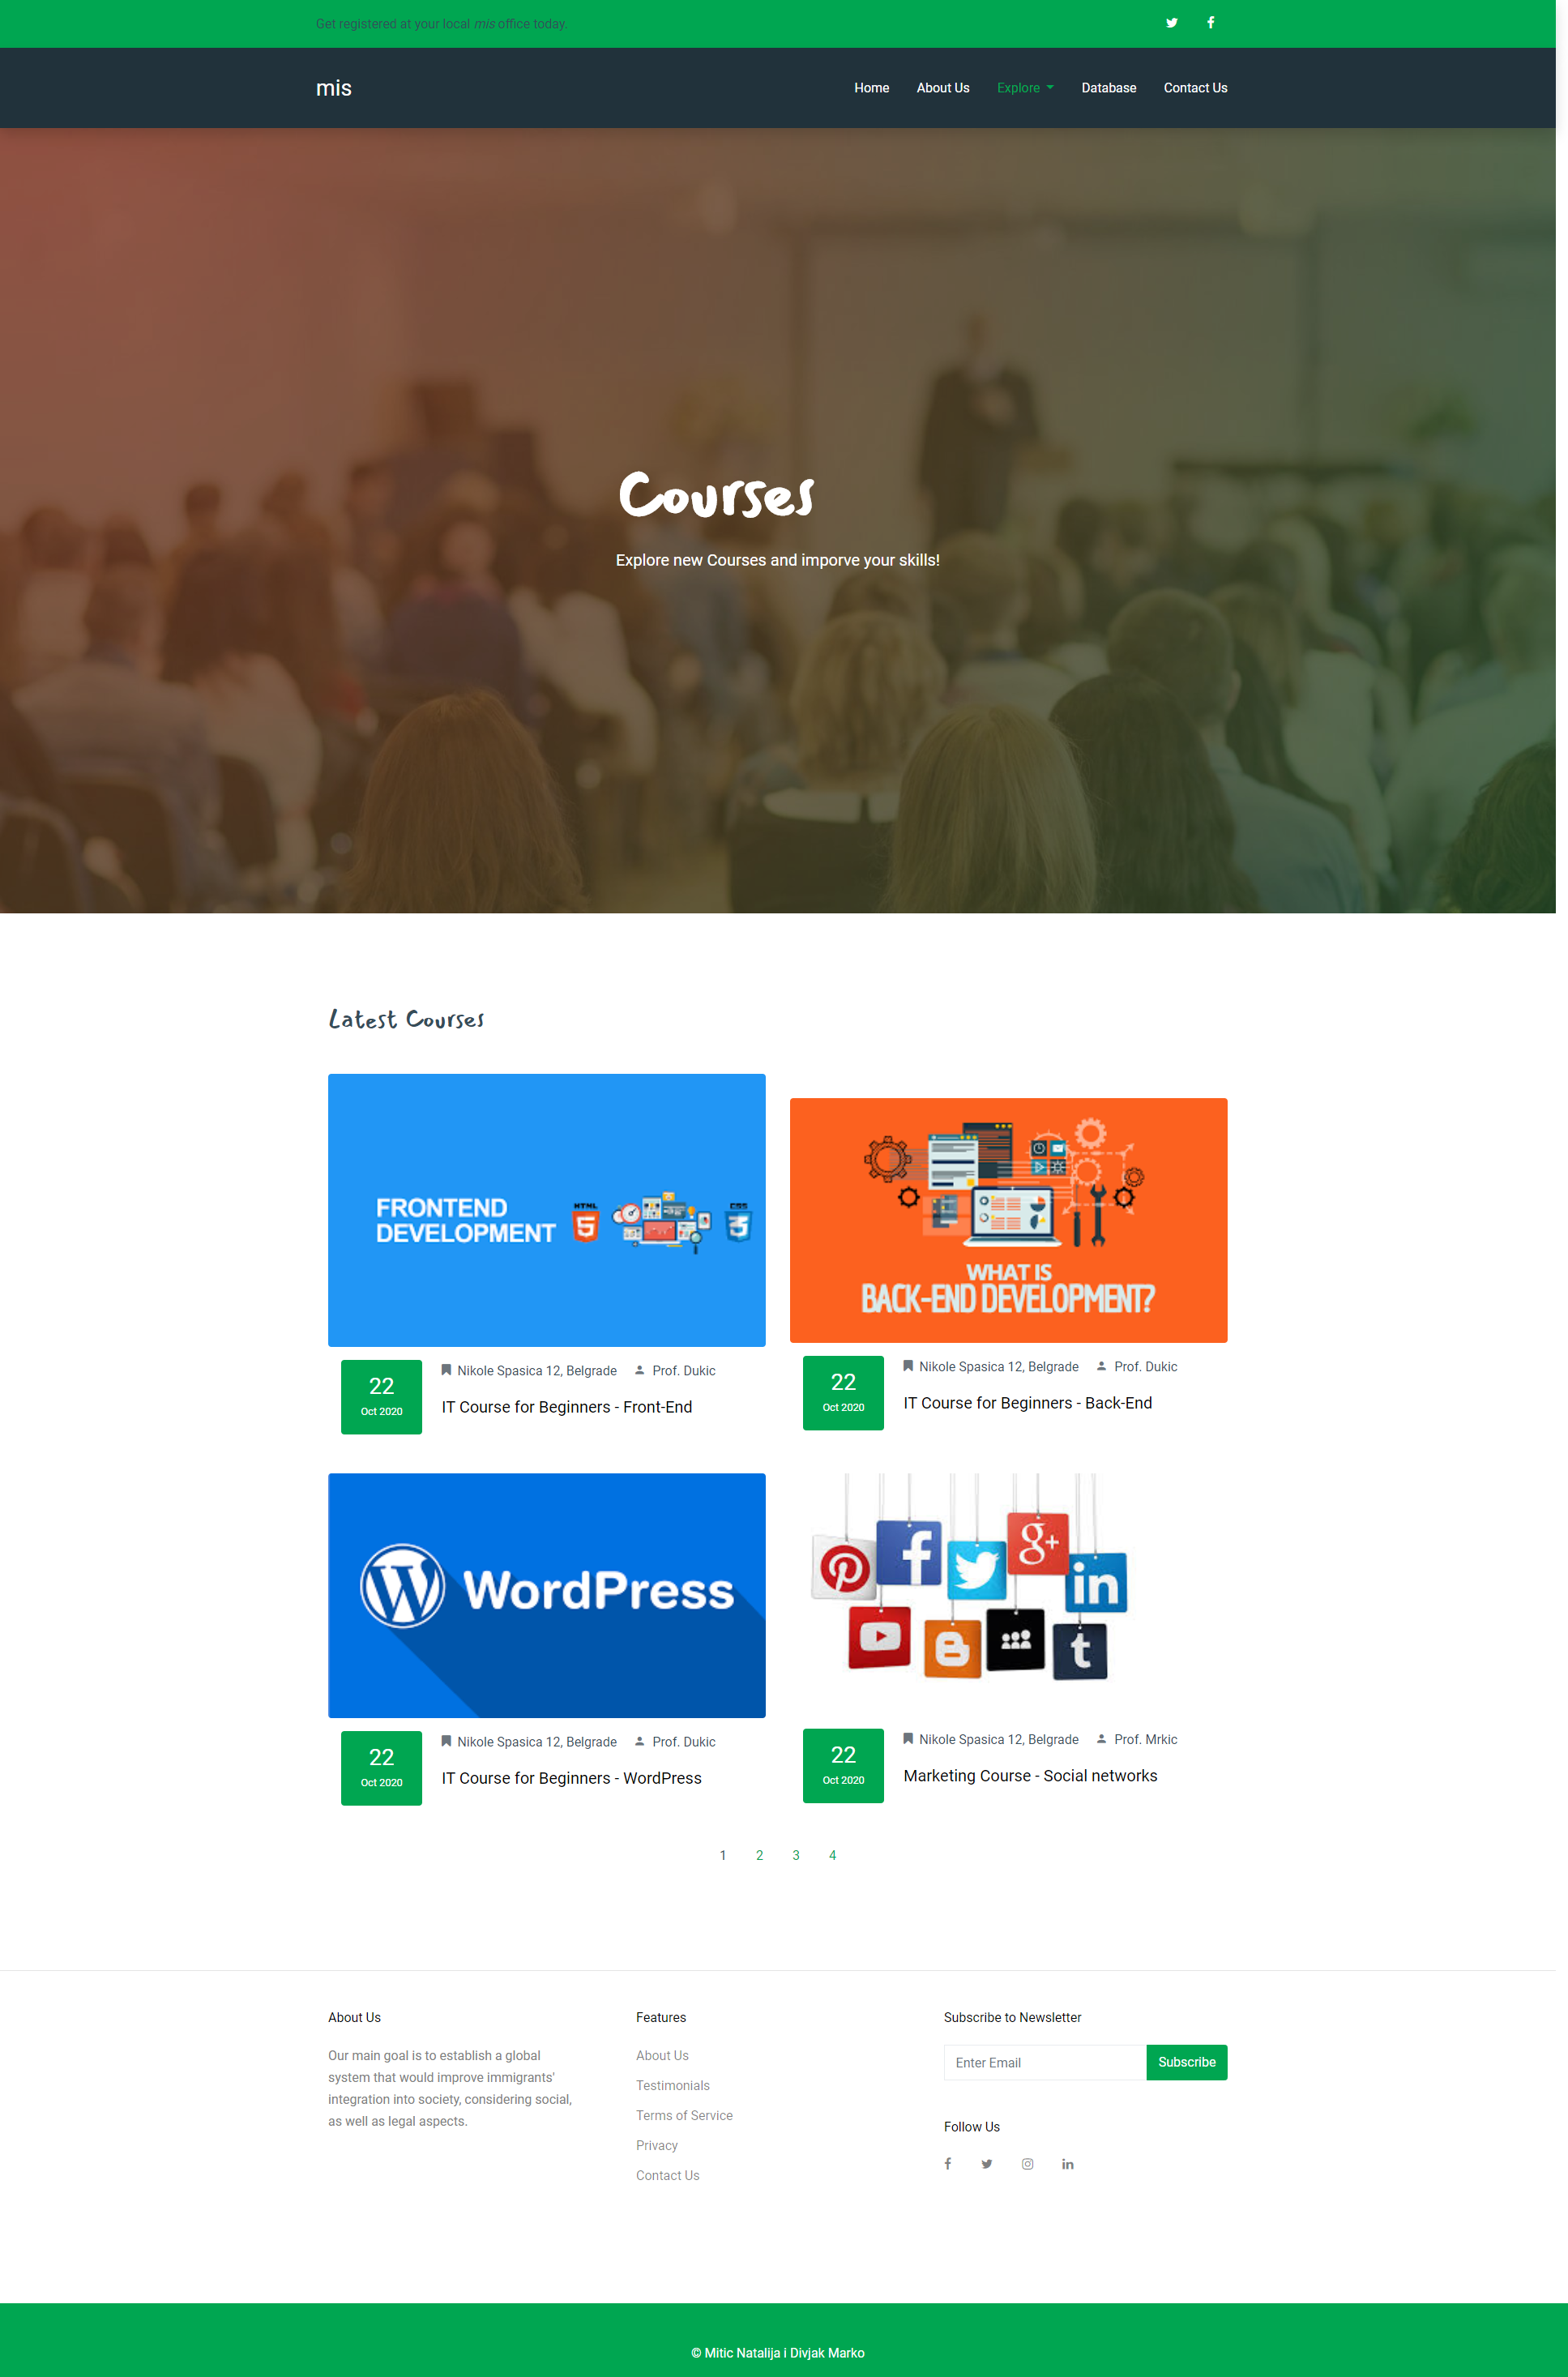 Get registered at your local mis office today.
mis
Home About Us Explore Database Contact Us
Courses
Explore new Courses and imporve your skills!
Latest Courses
FRONTEND
DEVELOPMENT
HTML
5
CSS
3
WHAT IS
BACK-END DEVELOPMENT?
22
Oct 2020
Nikole Spasica 12, Belgrade Prof. Dukic
IT Course for Beginners - Front-End
22
Oct 2020
Nikole Spasica 12, Belgrade Prof. Dukic
IT Course for Beginners - Back-End
WordPress
g+
in
t
22
Oct 2020
Nikole Spasica 12, Belgrade Prof. Dukic
IT Course for Beginners - WordPress
22
Oct 2020
Nikole Spasica 12, Belgrade Prof. Mrkic
Marketing Course - Social networks
1 2 3 4
About Us
Our main goal is to establish a global
system that would improve immigrants'
integration into society, considering social,
as well as legal aspects.
Features
About Us
Testimonials
Terms of Service
Privacy
Contact Us
Subscribe to Newsletter
Enter Email Subscribe
Follow Us
© Mitic Natalija i Divjak Marko